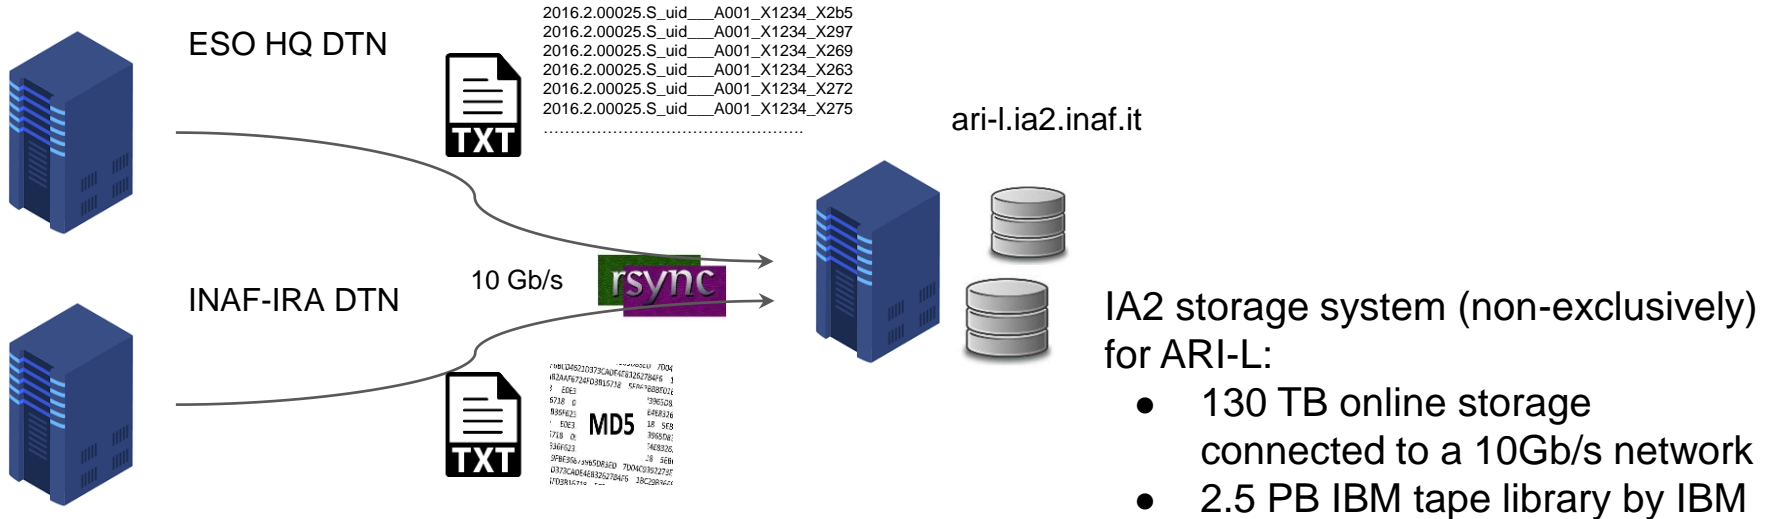 ESO HQ DTN
TXT
2016.2.00025.S_uid___A001_X1234_X2b5
2016.2.00025.S_uid___A001_X1234_X297
2016.2.00025.S_uid___A001_X1234_X269
2016.2.00025.S_uid___A001_X1234_X263
2016.2.00025.S_uid___A001_X1234_X272
2016.2.00025.S_uid___A001_X1234_X275
.................................................
ari-l.ia2.inaf.it
10 Gb/s
rsync
INAF-IRA DTN
TXT
MD5
IA2 storage system (non-exclusively)
for ARI-L:
● 130 TB online storage
connected to a 10Gb/s network
● 2.5 PB IBM tape library by IBM